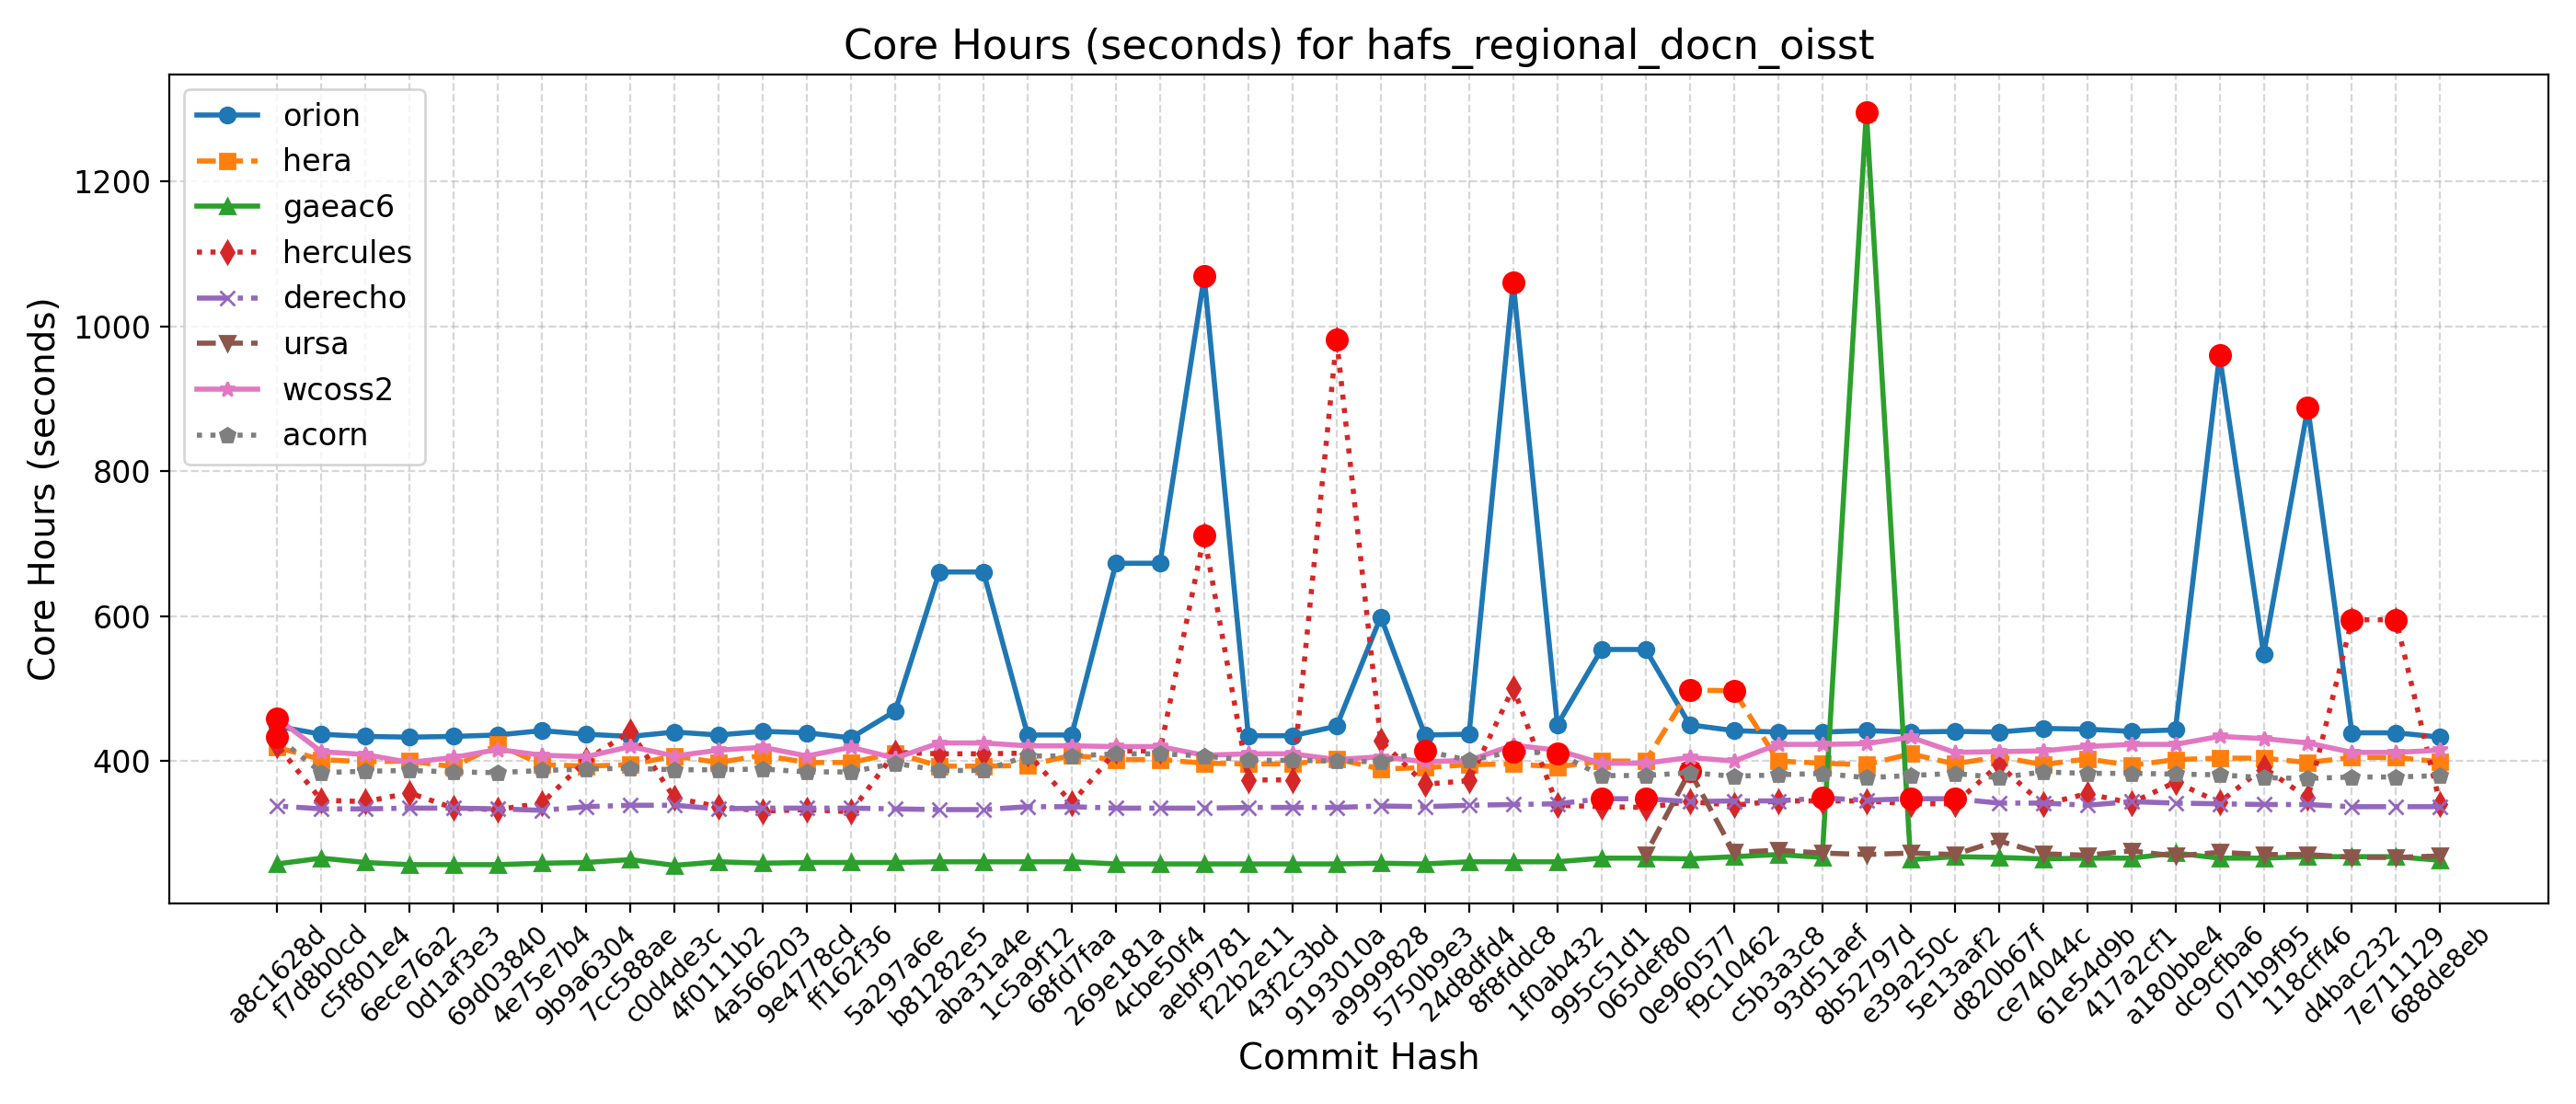 Core Hours (seconds) for hafs_regional_docn_oisst
Core Hours (seconds)
1200
1000
800
600
400
orion
hera
gaeac6
hercules
derecho
ursa
wcoss2
acorn
a8c1628d
f7d8b0cd
c5f801e4
6ece76a2
0d1af3e3
69d03840
4e75e7b4
9b9a6304
7cc588ae
c0d4de3c
4f0111b2
4a566203
9e4778cd
ff162f36
5a297a6e
b81282e5
aba31a4e
1c5a9f12
68fd7faa
269e181a
4cbe50f4
aebf9781
f22b2e11
43f2c3bd
9193010a
a9999828
5750b9e3
24d8dfd4
8f8fddc8
1f0ab432
995c51d1
065def80
0e960577
f9c10462
c5b3a3c8
93d51aef
8b52797d
e39a250c
5e13aaf2
d820b67f
ce74044c
61e54d9b
417a2cf1
a180bbe4
dc9cfba6
071b9f95
118cff46
d4bac232
7e711129
688de8eb
Commit Hash